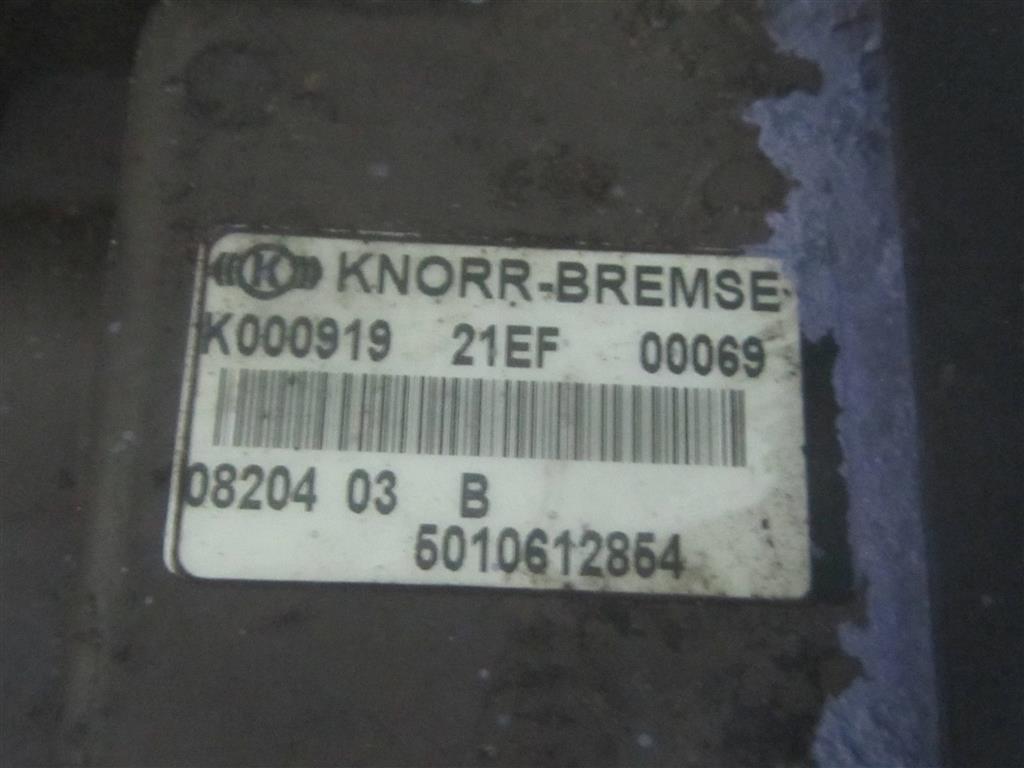 K KNORR-BREMSE
K000919 21EF 00069
08204 03 B
5010612854